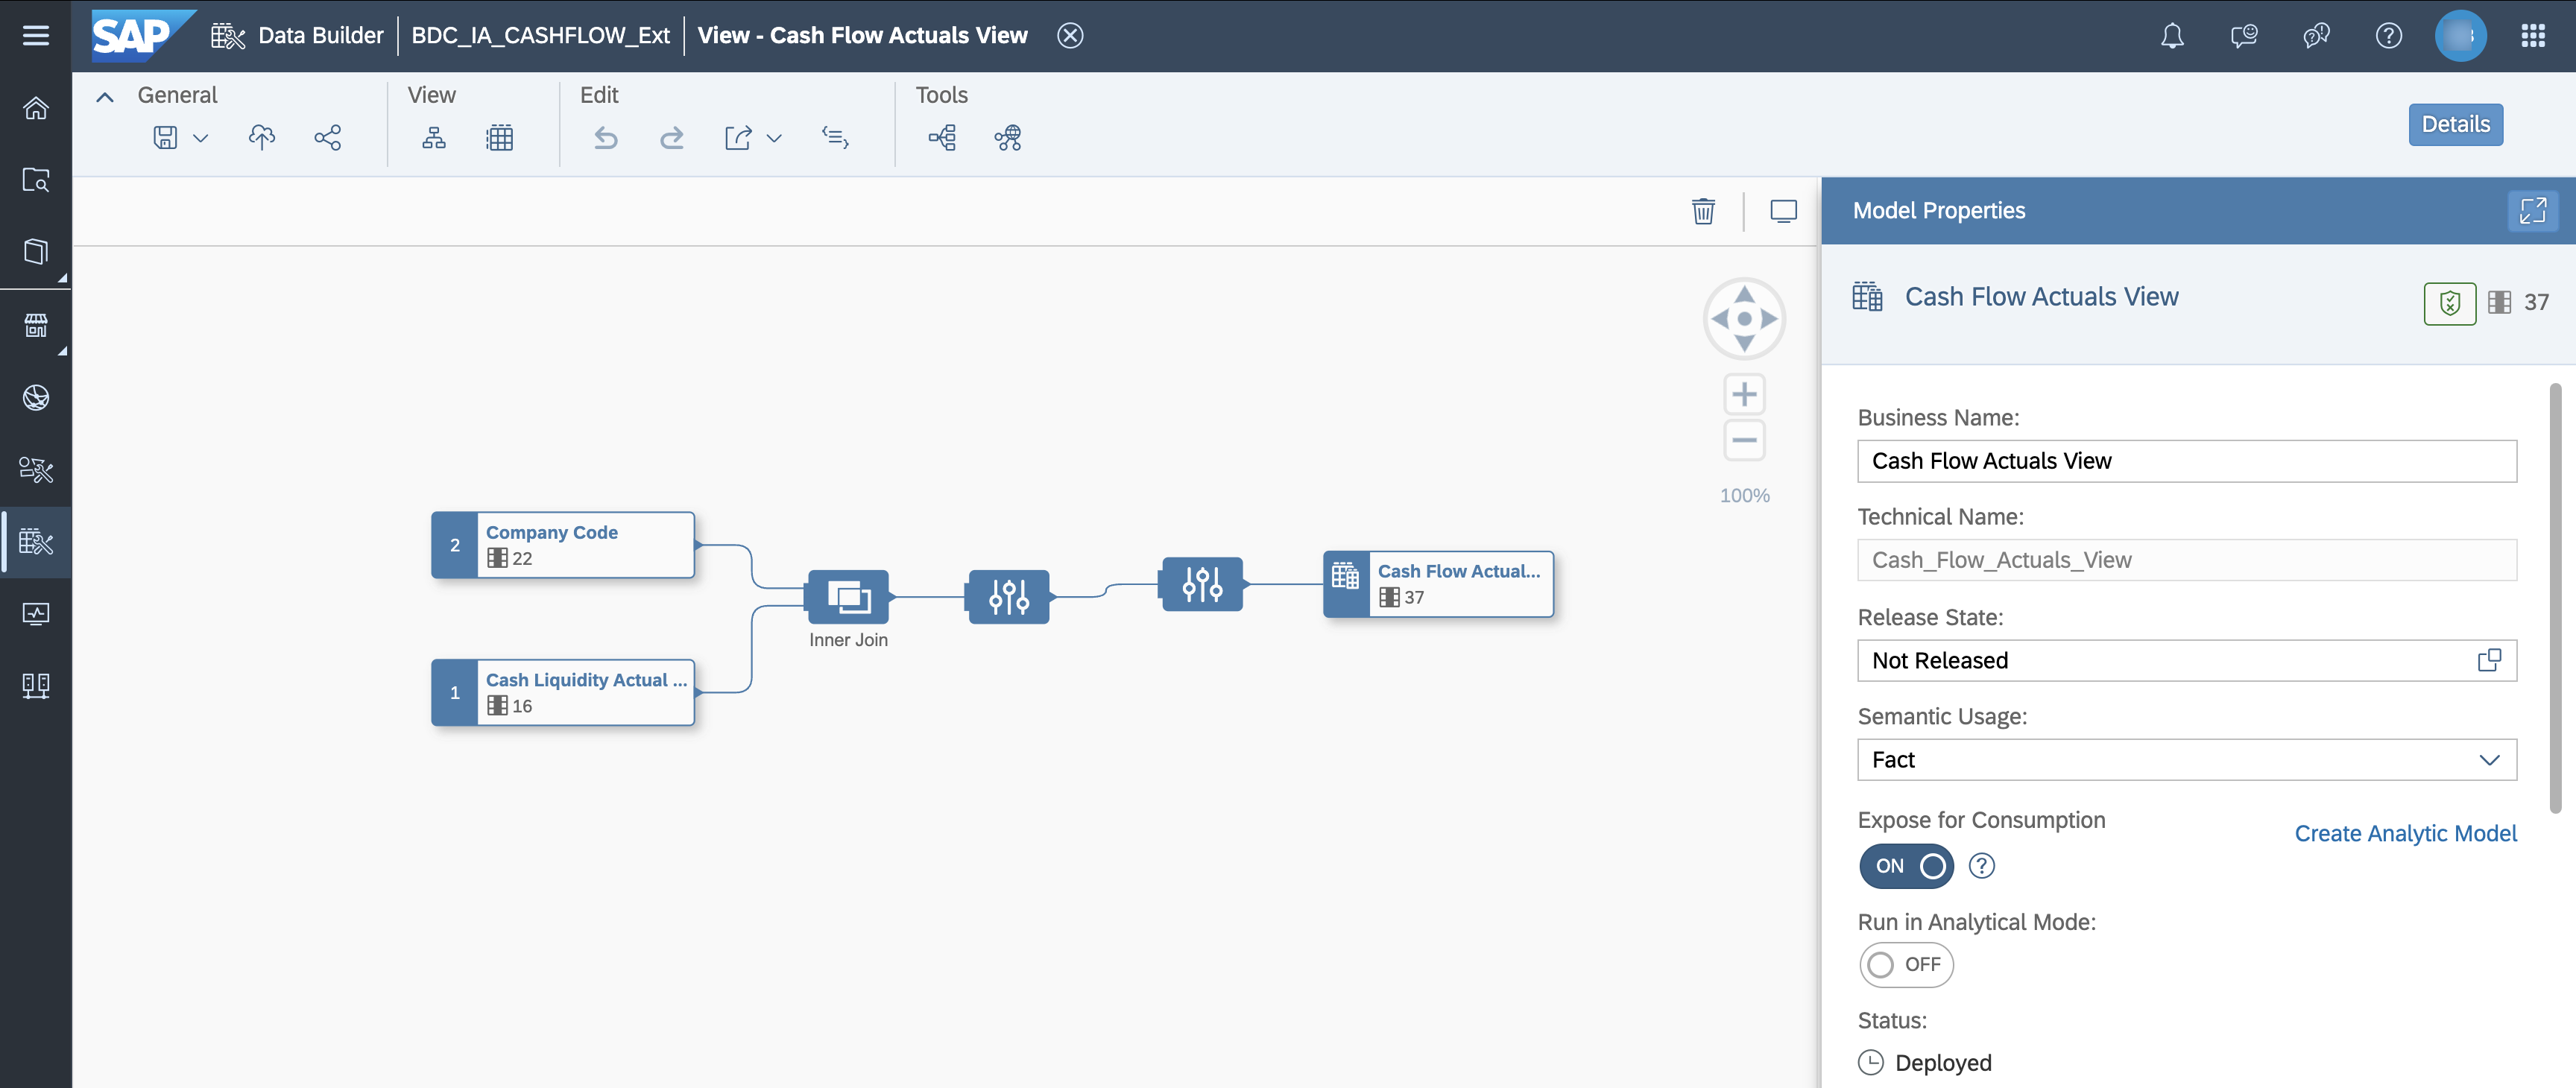 SAP Data Builder BDC_IA_CASHFLOW_Ext View - Cash Flow Actuals View
General View Edit Tools
Details
Model Properties
Cash Flow Actuals View 37
Business Name:
Cash Flow Actuals View
Technical Name:
Cash_Flow_Actuals_View
Release State:
Not Released
Semantic Usage:
Fact
Expose for Consumption
Create Analytic Model
ON
Run in Analytical Mode:
OFF
Status:
Deployed
100%
2 Company Code
22
Inner Join
1 Cash Liquidity Actual ...
16
Cash Flow Actual...
37